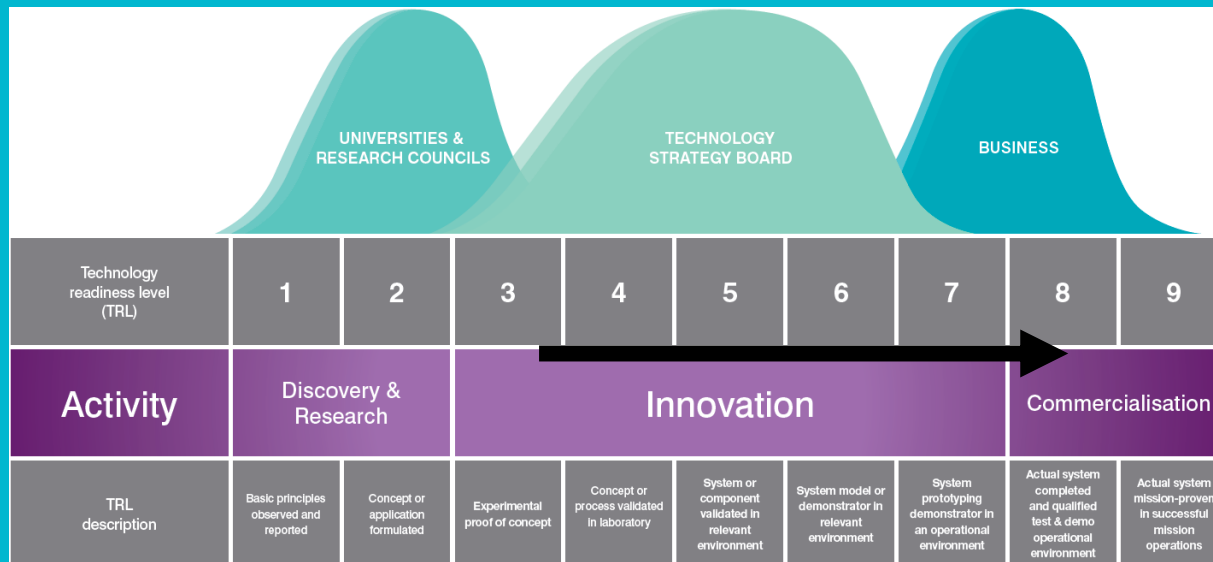 UNIVERSITIES &
RESEARCH COUNCILS
TECHNOLOGY
STRATEGY BOARD
BUSINESS
Technology
readiness level
(TRL)
1
2
3
4
5
6
7
8
9
Activity
Discovery &
Research
Innovation
Commercialisation
TRL
description
Basic principles
observed and
reported
Concept or
application
formulated
Experimental
proof of concept
Concept or
process validated
in laboratory
System or
component
validated in
relevant
environment
System model or
demonstrator in
relevant
environment
System
prototyping
demonstrator in
an operational
environment
Actual system
completed
and qualified
test & demo
operational
environment
Actual system
mission-proven
in successful
mission
operations